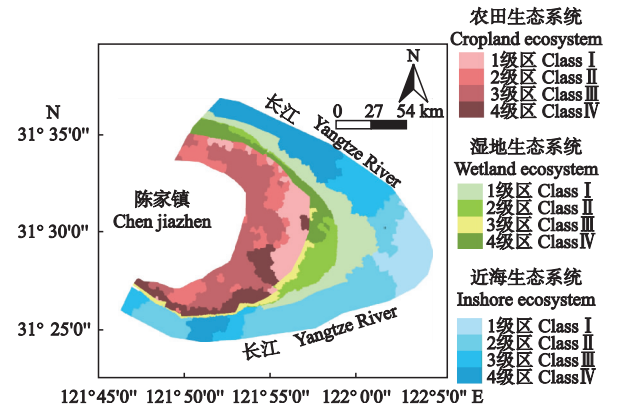 农田生态系统
Cropland ecosystem
1级区 Class Ⅰ
2级区 Class Ⅱ
3级区 Class Ⅲ
4级区 Class Ⅳ
湿地生态系统
Wetland ecosystem
1级区 Class Ⅰ
2级区 Class Ⅱ
3级区 Class Ⅲ
4级区 Class Ⅳ
近海生态系统
Inshore ecosystem
1级区 Class Ⅰ
2级区 Class Ⅱ
3级区 Class Ⅲ
4级区 Class Ⅳ
N
0 27 54 km
长江 Yangtze River
N
31° 35'0"
陈家镇
Chen jiazhen
31° 30'0"
31° 25'0"
长江 Yangtze River
121°45'0" 121°50'0" 121°55'0" 122°0'0" 122°5'0" E